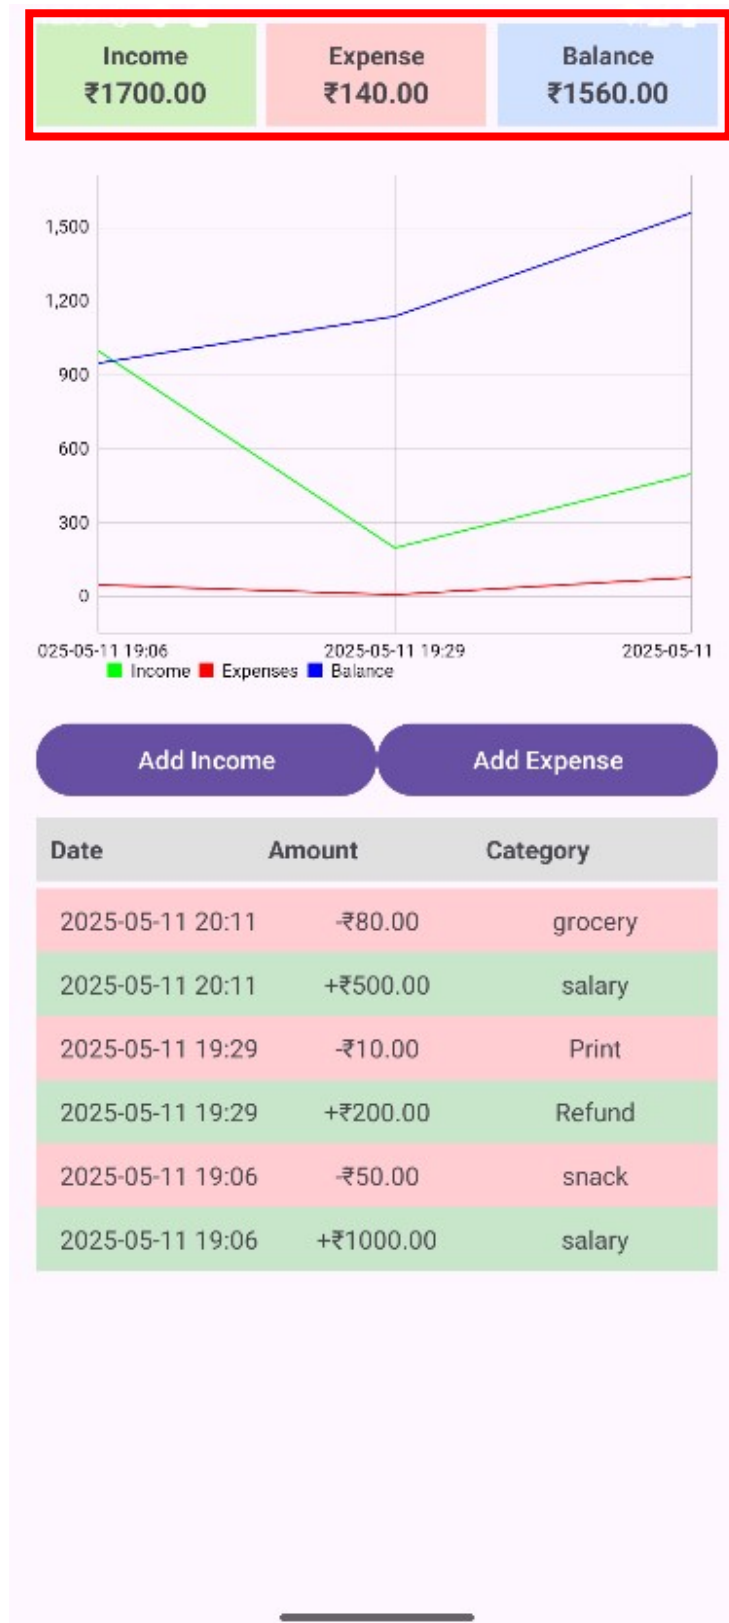 Income Expense Balance
₹1700.00 ₹140.00 ₹1560.00
1,500
1,200
900
600
300
0
025-05-11 19:06 2025-05-11 19:29 2025-05-11
Income Expenses Balance
Add Income Add Expense
Date Amount Category
2025-05-11 20:11 -₹80.00 grocery
2025-05-11 20:11 +₹500.00 salary
2025-05-11 19:29 -₹10.00 Print
2025-05-11 19:29 +₹200.00 Refund
2025-05-11 19:06 -₹50.00 snack
2025-05-11 19:06 +₹1000.00 salary